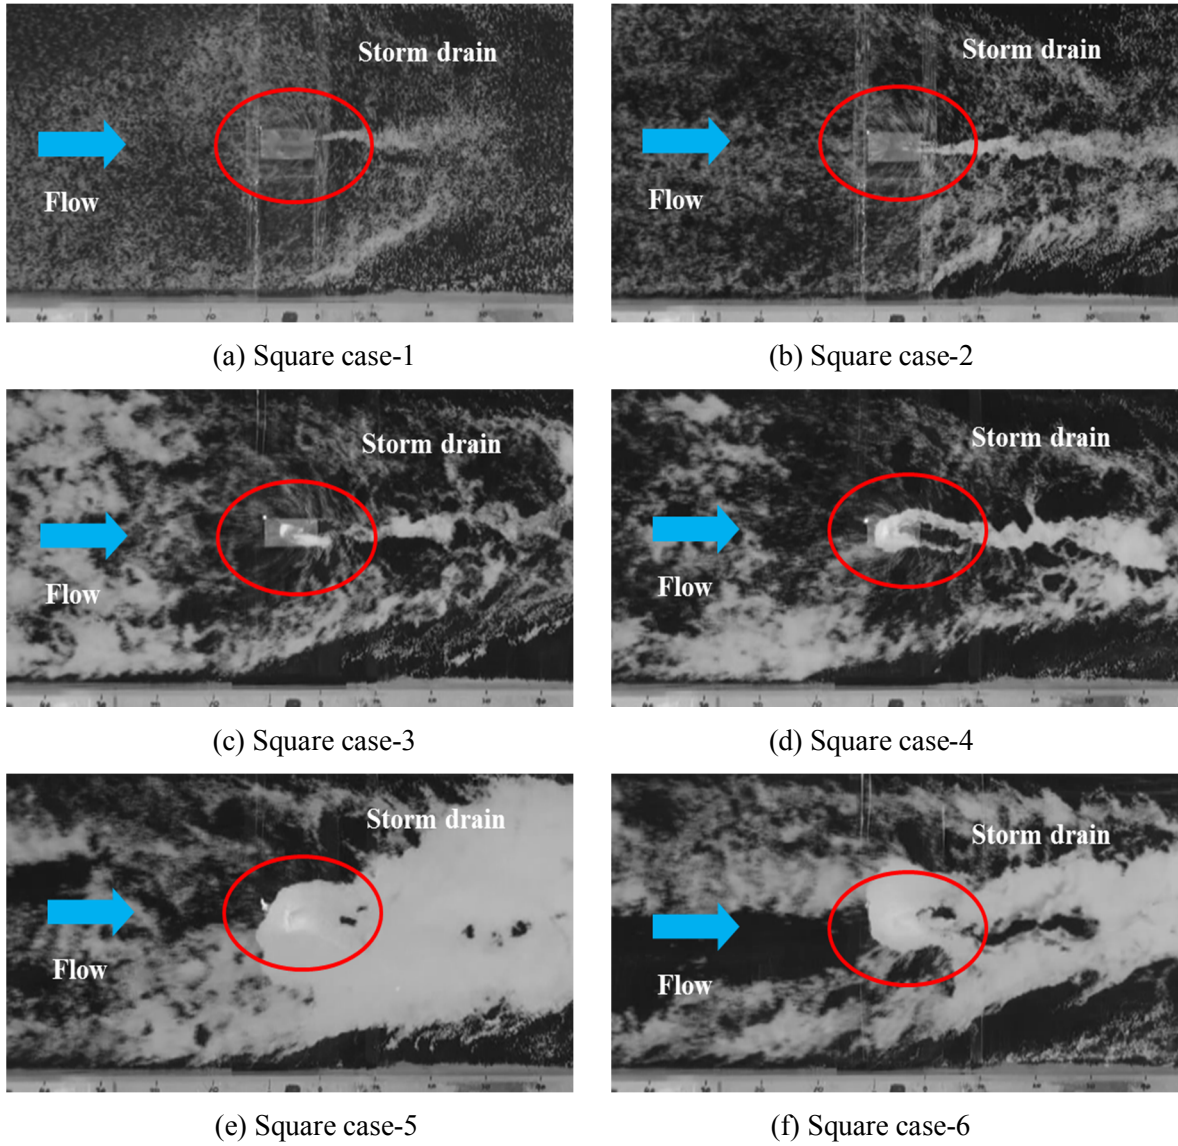 Storm drain
Storm drain
Flow
Flow
(a) Square case-1
(b) Square case-2
Storm drain
Storm drain
Flow
Flow
(c) Square case-3
(d) Square case-4
Storm drain
Storm drain
Flow
Flow
(e) Square case-5
(f) Square case-6